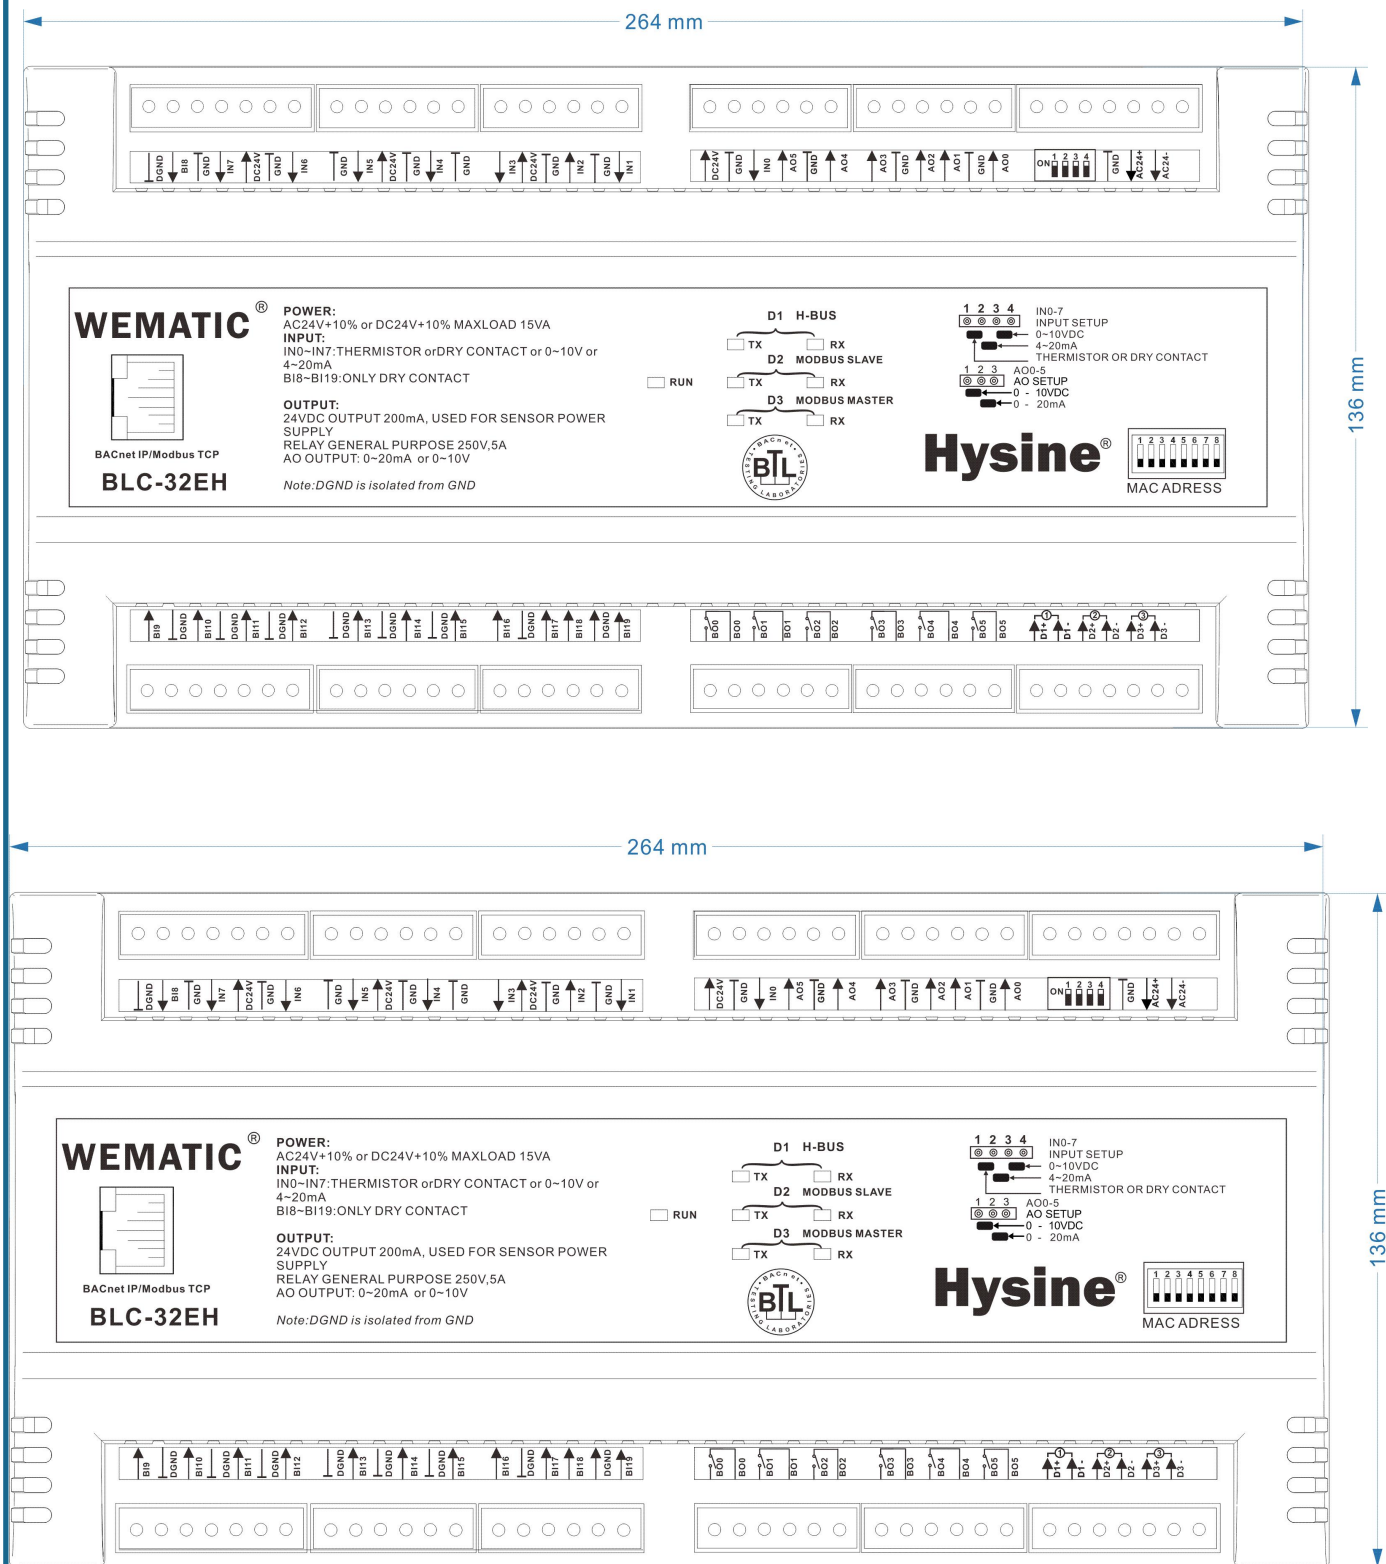 264 mm
DGND BI8 GND IN7 DC24V GND IN6 GND IN5 DC24V GND IN4 GND IN3 DC24V GND IN2 GND IN1 DC24V GND IN0 AO5 GND AO4 AO3 GND AO2 AO1 GND AO0 ON 1 2 3 4 GND AC24+ AC24-
136 mm
WEMATIC ®
BACnet IP/Modbus TCP
BLC-32EH
POWER:
AC24V+10% or DC24V+10% MAXLOAD 15VA
INPUT:
IN0~IN7:THERMISTOR orDRY CONTACT or 0~10V or
4~20mA
BI8~BI19:ONLY DRY CONTACT
OUTPUT:
24VDC OUTPUT 200mA, USED FOR SENSOR POWER
SUPPLY
RELAY GENERAL PURPOSE 250V,5A
AO OUTPUT: 0~20mA or 0~10V
Note:DGND is isolated from GND
RUN
D1 H-BUS
TX RX
D2 MODBUS SLAVE
TX RX
D3 MODBUS MASTER
TX RX
BACnet
BTL
TESTING LABORATORIES
1 2 3 4 IN0-7
INPUT SETUP
0~10VDC
4~20mA
THERMISTOR OR DRY CONTACT
1 2 3 AO0-5
AO SETUP
0 - 10VDC
0 - 20mA
Hysine®
1 2 3 4 5 6 7 8
MAC ADRESS
BI9 DGND BI10 DGND BI11 DGND BI12 DGND BI13 DGND BI14 DGND BI15 BI16 DGND BI17 BI18 DGND BI19 BO0 BO0 BO1 BO1 BO2 BO2 BO3 BO3 BO4 BO4 BO5 BO5 1 D1+ D1- 2 D2+ D2- 3 D3+ D3-
264 mm
DGND BI8 GND IN7 DC24V GND IN6 GND IN5 DC24V GND IN4 GND IN3 DC24V GND IN2 GND IN1 DC24V GND IN0 AO5 GND AO4 AO3 GND AO2 AO1 GND AO0 ON 1 2 3 4 GND AC24+ AC24-
136 mm
WEMATIC ®
BACnet IP/Modbus TCP
BLC-32EH
POWER:
AC24V+10% or DC24V+10% MAXLOAD 15VA
INPUT:
IN0~IN7:THERMISTOR orDRY CONTACT or 0~10V or
4~20mA
BI8~BI19:ONLY DRY CONTACT
OUTPUT:
24VDC OUTPUT 200mA, USED FOR SENSOR POWER
SUPPLY
RELAY GENERAL PURPOSE 250V,5A
AO OUTPUT: 0~20mA or 0~10V
Note:DGND is isolated from GND
RUN
D1 H-BUS
TX RX
D2 MODBUS SLAVE
TX RX
D3 MODBUS MASTER
TX RX
BACnet
BTL
TESTING LABORATORIES
1 2 3 4 IN0-7
INPUT SETUP
0~10VDC
4~20mA
THERMISTOR OR DRY CONTACT
1 2 3 AO0-5
AO SETUP
0 - 10VDC
0 - 20mA
Hysine®
1 2 3 4 5 6 7 8
MAC ADRESS
BI9 DGND BI10 DGND BI11 DGND BI12 DGND BI13 DGND BI14 DGND BI15 BI16 DGND BI17 BI18 DGND BI19 BO0 BO0 BO1 BO1 BO2 BO2 BO3 BO3 BO4 BO4 BO5 BO5 1 D1+ D1- 2 D2+ D2- 3 D3+ D3-